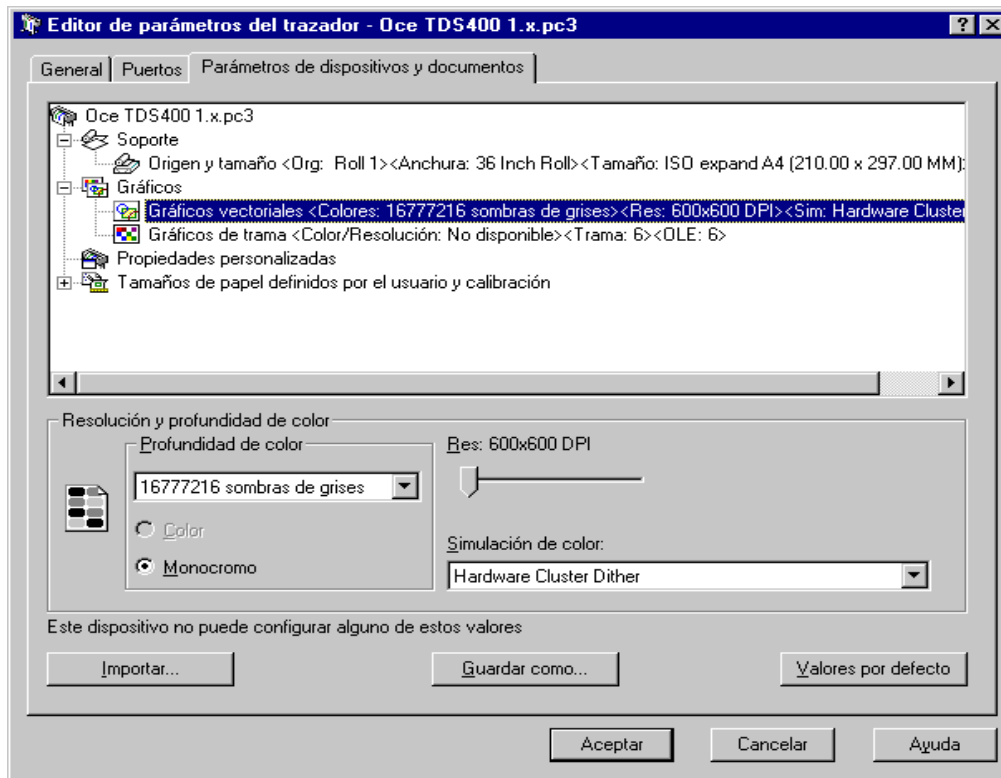 Editor de parámetros del trazador - Oce TDS400 1.x.pc3
General Puertos Parámetros de dispositivos y documentos
Oce TDS400 1.x.pc3
Soporte
Origen y tamaño <Org: Roll 1><Anchura: 36 Inch Roll><Tamaño: ISO expand A4 (210.00 x 297.00 MM)>
Gráficos
Gráficos vectoriales <Colores: 16777216 sombras de grises><Res: 600x600 DPI><Sim: Hardware Cluster
Gráficos de trama <Color/Resolución: No disponible><Trama: 6><OLE: 6>
Propiedades personalizadas
Tamaños de papel definidos por el usuario y calibración
Resolución y profundidad de color
Profundidad de color
Res: 600x600 DPI
16777216 sombras de grises
Color
Simulación de color:
Monocromo
Hardware Cluster Dither
Este dispositivo no puede configurar alguno de estos valores
Importar... Guardar como... Valores por defecto
Aceptar Cancelar Ayuda